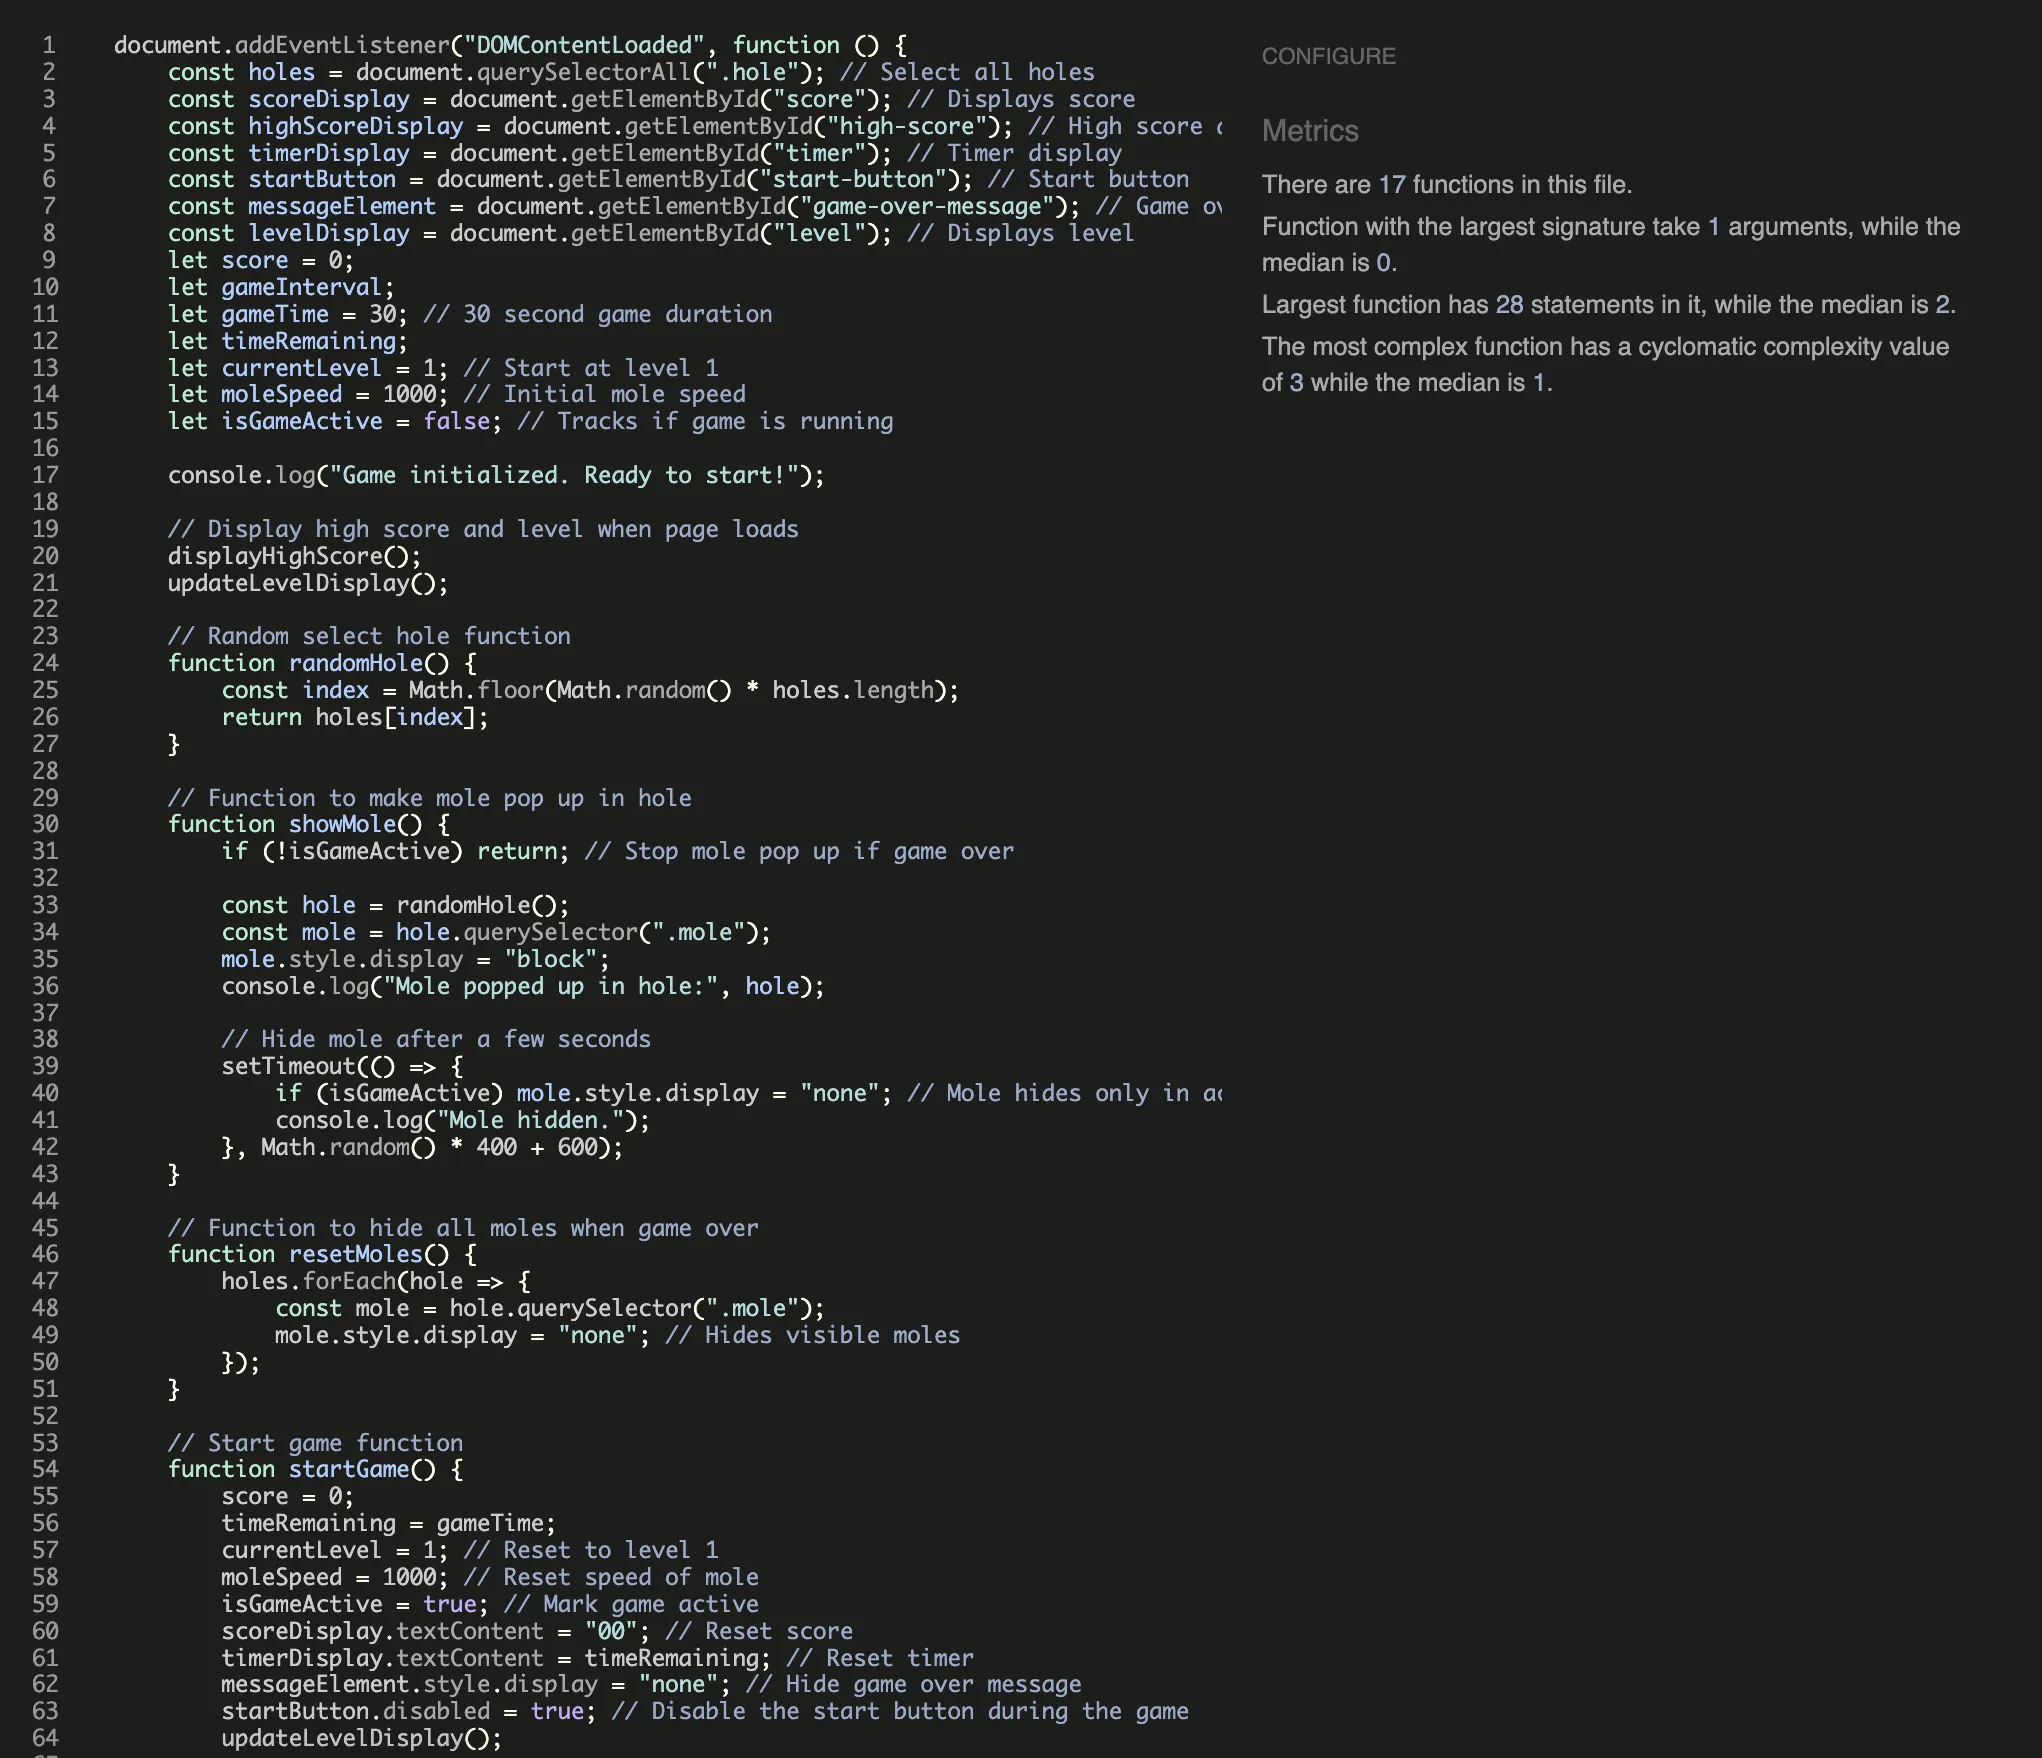 1 document.addEventListener("DOMContentLoaded", function () {
2 const holes = document.querySelectorAll(".hole"); // Select all holes
3 const scoreDisplay = document.getElementById("score"); // Displays score
4 const highScoreDisplay = document.getElementById("high-score"); // High score
5 const timerDisplay = document.getElementById("timer"); // Timer display
6 const startButton = document.getElementById("start-button"); // Start button
7 const messageElement = document.getElementById("game-over-message"); // Game
8 const levelDisplay = document.getElementById("level"); // Displays level
9 let score = 0;
10 let gameInterval;
11 let gameTime = 30; // 30 second game duration
12 let timeRemaining;
13 let currentLevel = 1; // Start at level 1
14 let moleSpeed = 1000; // Initial mole speed
15 let isGameActive = false; // Tracks if game is running
16
17 console.log("Game initialized. Ready to start!");
18
19 // Display high score and level when page loads
20 displayHighScore();
21 updateLevelDisplay();
22
23 // Random select hole function
24 function randomHole() {
25 const index = Math.floor(Math.random() * holes.length);
26 return holes[index];
27 }
28
29 // Function to make mole pop up in hole
30 function showMole() {
31 if (!isGameActive) return; // Stop mole pop up if game over
32
33 const hole = randomHole();
34 const mole = hole.querySelector(".mole");
35 mole.style.display = "block";
36 console.log("Mole popped up in hole:", hole);
37
38 // Hide mole after a few seconds
39 setTimeout(() => {
40 if (isGameActive) mole.style.display = "none"; // Mole hides only in
41 console.log("Mole hidden.");
42 }, Math.random() * 400 + 600);
43 }
44
45 // Function to hide all moles when game over
46 function resetMoles() {
47 holes.forEach(hole => {
48 const mole = hole.querySelector(".mole");
49 mole.style.display = "none"; // Hides visible moles
50 });
51 }
52
53 // Start game function
54 function startGame() {
55 score = 0;
56 timeRemaining = gameTime;
57 currentLevel = 1; // Reset to level 1
58 moleSpeed = 1000; // Reset speed of mole
59 isGameActive = true; // Mark game active
60 scoreDisplay.textContent = "00"; // Reset score
61 timerDisplay.textContent = timeRemaining; // Reset timer
62 messageElement.style.display = "none"; // Hide game over message
63 startButton.disabled = true; // Disable the start button during the game
64 updateLevelDisplay();
CONFIGURE
Metrics
There are 17 functions in this file.
Function with the largest signature take 1 arguments, while the
median is 0.
Largest function has 28 statements in it, while the median is 2.
The most complex function has a cyclomatic complexity value
of 3 while the median is 1.